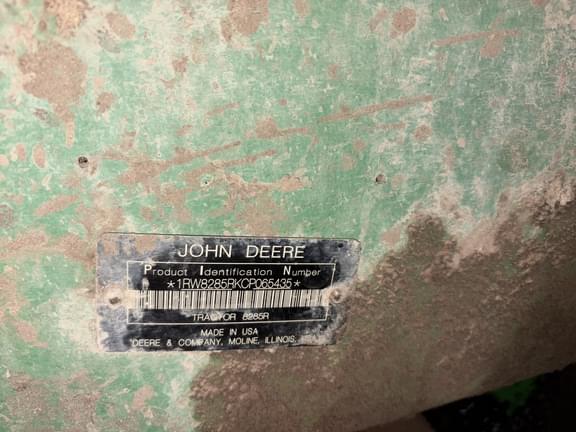 JOHN DEERE
Product Identification Number
*1RW8285RKCP065435*
TRACTOR 8285R
MADE IN USA
DEERE & COMPANY, MOLINE, ILLINOIS,